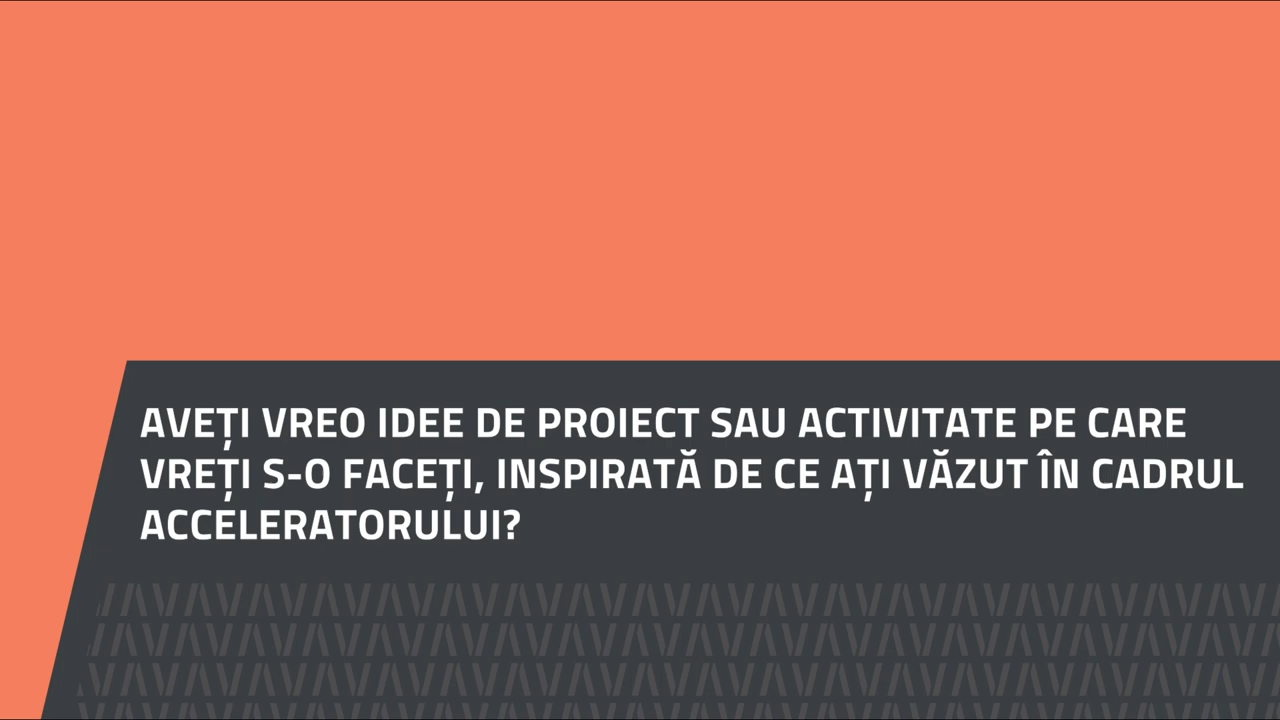 AVEȚI VREO IDEE DE PROIECT SAU ACTIVITATE PE CARE
VREȚI S-O FACEȚI, INSPIRATĂ DE CE AȚI VĂZUT ÎN CADRUL
ACCELERATORULUI?